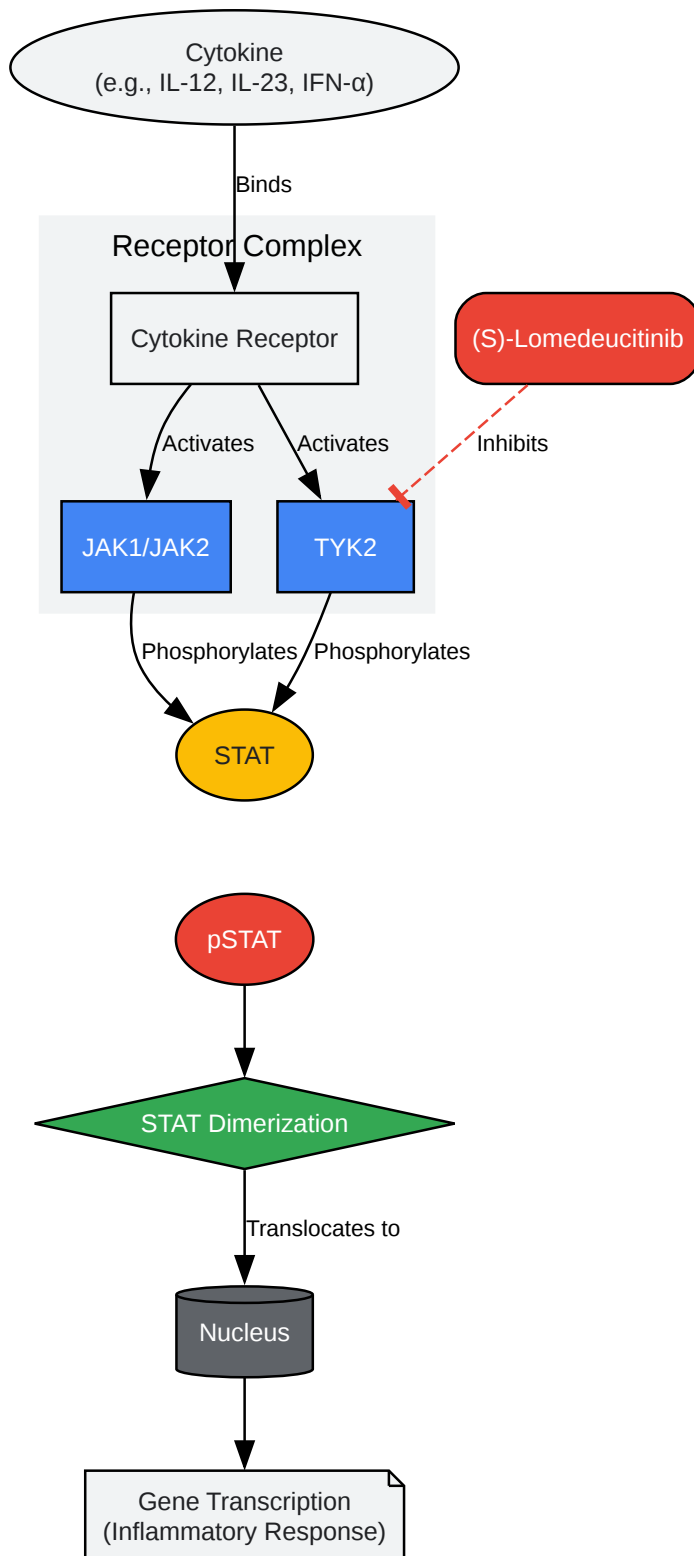 Cytokine
(e.g., IL-12, IL-23, IFN-α)
Binds
Receptor Complex
Cytokine Receptor
(S)-Lomedeucitinib
Activates
Activates
Inhibits
JAK1/JAK2
TYK2
Phosphorylates
Phosphorylates
STAT
pSTAT
STAT Dimerization
Translocates to
Nucleus
Gene Transcription
(Inflammatory Response)